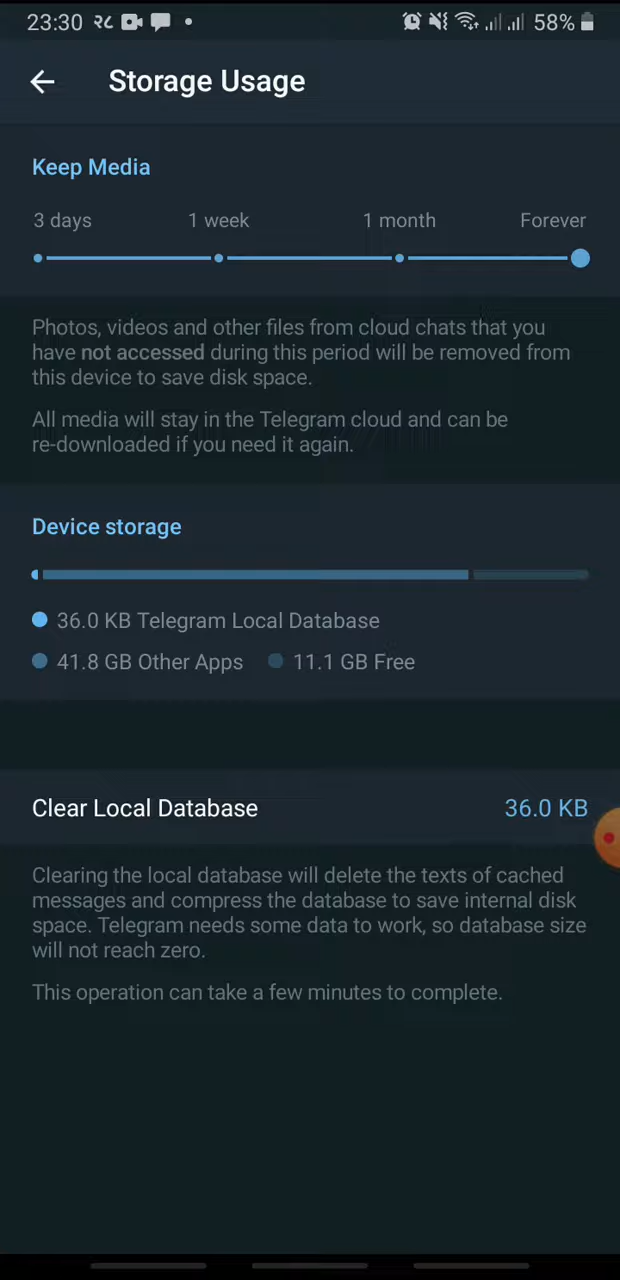 23:30 २८ 58%
Storage Usage
Keep Media
3 days 1 week 1 month Forever
Photos, videos and other files from cloud chats that you
have not accessed during this period will be removed from
this device to save disk space.
All media will stay in the Telegram cloud and can be
re-downloaded if you need it again.
Device storage
36.0 KB Telegram Local Database
41.8 GB Other Apps 11.1 GB Free
Clear Local Database 36.0 KB
Clearing the local database will delete the texts of cached
messages and compress the database to save internal disk
space. Telegram needs some data to work, so database size
will not reach zero.
This operation can take a few minutes to complete.